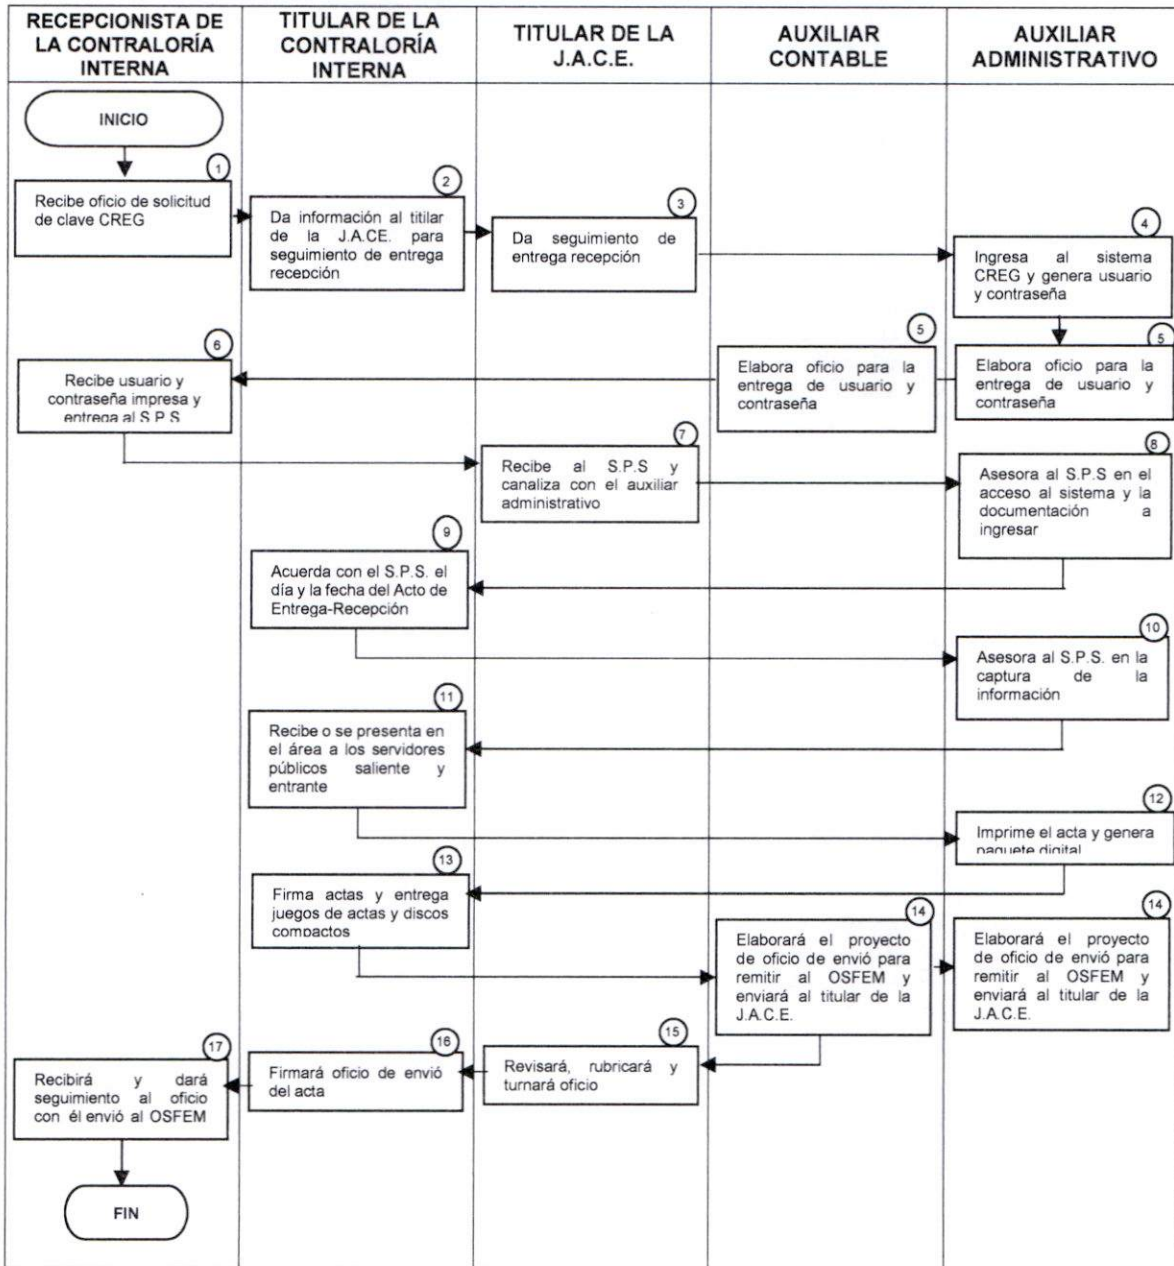 RECEPCIONISTA DE
LA CONTRALORÍA
INTERNA
TITULAR DE LA
CONTRALORÍA
INTERNA
TITULAR DE LA
J.A.C.E.
AUXILIAR
CONTABLE
AUXILIAR
ADMINISTRATIVO
INICIO
1
Recibe oficio de solicitud
de clave CREG
2
Da información al titilar
de la J.A.CE. para
seguimiento de entrega
recepción
3
Da seguimiento de
entrega recepción
4
Ingresa al sistema
CREG y genera usuario
y contraseña
5
Elabora oficio para la
entrega de usuario y
contraseña
5
Elabora oficio para la
entrega de usuario y
contraseña
6
Recibe usuario y
contraseña impresa y
entrega al S.P.S
7
Recibe al S.P.S y
canaliza con el auxiliar
administrativo
8
Asesora al S.P.S en el
acceso al sistema y la
documentación a
ingresar
9
Acuerda con el S.P.S. el
día y la fecha del Acto de
Entrega-Recepción
10
Asesora al S.P.S. en la
captura de la
información
11
Recibe o se presenta en
el área a los servidores
públicos saliente y
entrante
12
Imprime el acta y genera
paquete digital
13
Firma actas y entrega
juegos de actas y discos
compactos
14
Elaborará el proyecto
de oficio de envió para
remitir al OSFEM y
enviará al titular de la
J.A.C.E.
14
Elaborará el proyecto
de oficio de envió para
remitir al OSFEM y
enviará al titular de la
J.A.C.E.
15
Revisará, rubricará y
turnará oficio
16
Firmará oficio de envió
del acta
17
Recibirá y dará
seguimiento al oficio
con él envió al OSFEM
FIN